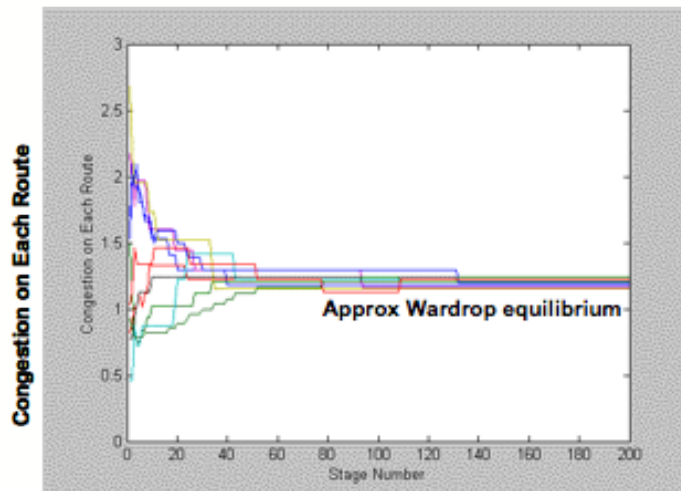 Congestion on Each Route
Congestion on Each Route
3
2.5
2
1.5
1
0.5
0
Approx Wardrop equilibrium
0 20 40 60 80 100 120 140 160 180 200
Stage Number